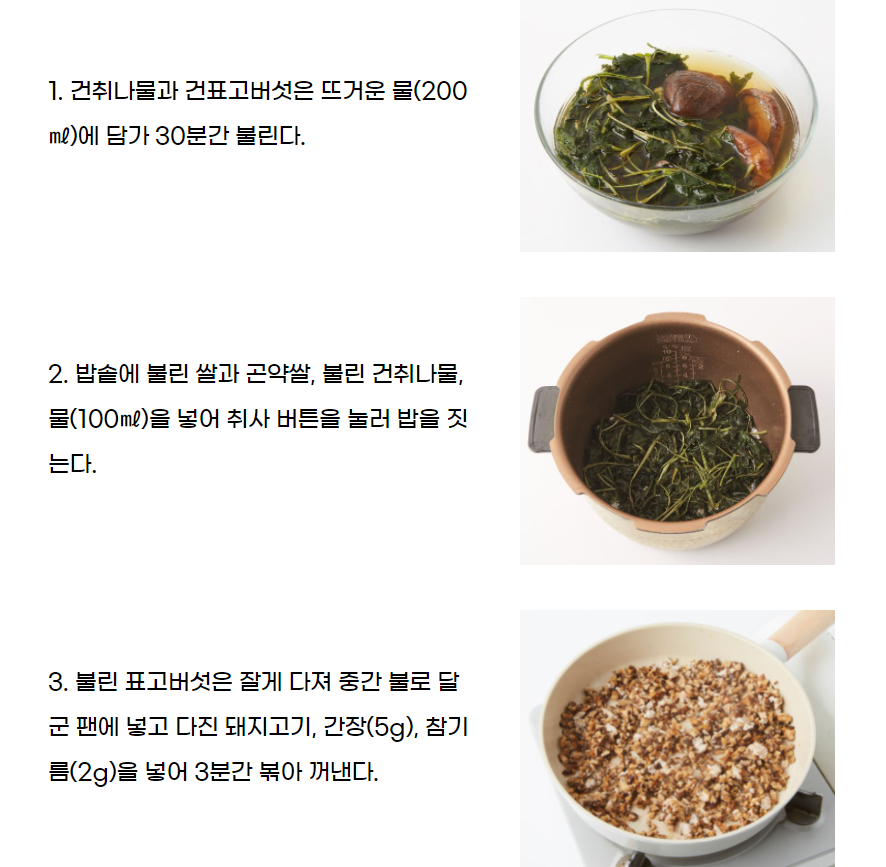 1. 건취나물과 건표고버섯은 뜨거운 물(200
㎖)에 담가 30분간 불린다.
2. 밥솥에 불린 쌀과 곤약쌀, 불린 건취나물,
물(100㎖)을 넣어 취사 버튼을 눌러 밥을 짓
는다.
3. 불린 표고버섯은 잘게 다져 중간 불로 달
군 팬에 넣고 다진 돼지고기, 간장(5g), 참기
름(2g)을 넣어 3분간 볶아 꺼낸다.